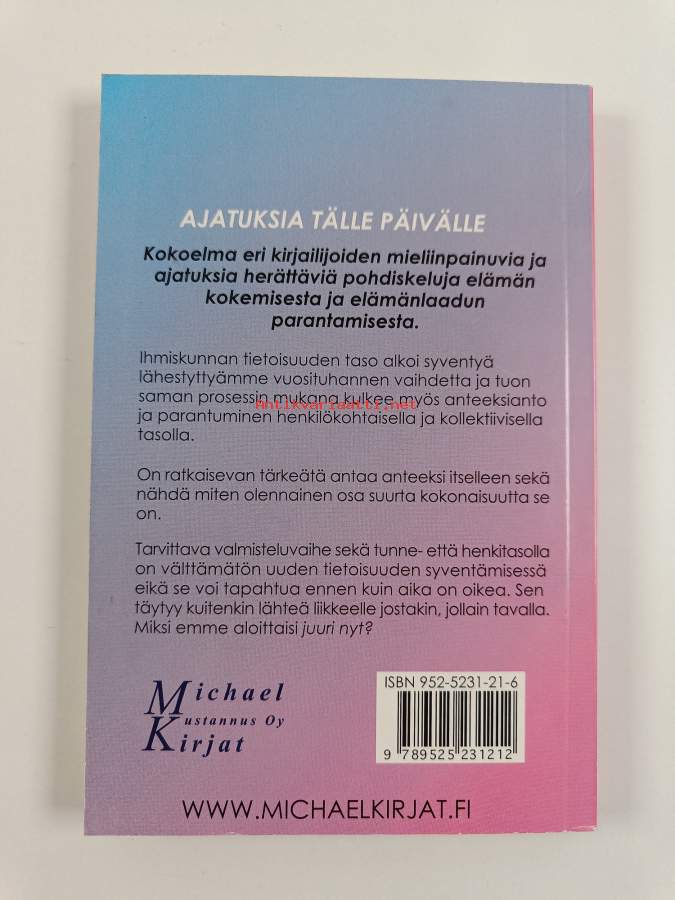 AJATUKSIA TÄLLE PÄIVÄLLE
Kokoelma eri kirjailijoiden mieliinpainuvia ja
ajatuksia herättäviä pohdiskeluja elämän
kokemisesta ja elämänlaadun
parantamisesta.
Ihmiskunnan tietoisuuden taso alkoi syventyä
lähestyttyämme vuosituhannen vaihdetta ja tuon
saman prosessin mukana kulkee myös anteeksianto
Antikvariaatti.net
ja parantuminen henkilökohtaisella ja kollektiivisella
tasolla.
On ratkaisevan tärkeätä antaa anteeksi itselleen sekä
nähdä miten olennainen osa suurta kokonaisuutta se
on.
Tarvittava valmisteluvaihe sekä tunne- että henkitasolla
on välttämätön uuden tietoisuuden syventämisessä
eikä se voi tapahtua ennen kuin aika on oikea. Sen
täytyy kuitenkin lähteä liikkeelle jostakin, jollain tavalla.
Miksi emme aloittaisi juuri nyt?
Michael
Kustannus Oy
Kirjat
ISBN 952-5231-21-6
9 789525 231212
WWW.MICHAELKIRJAT.FI